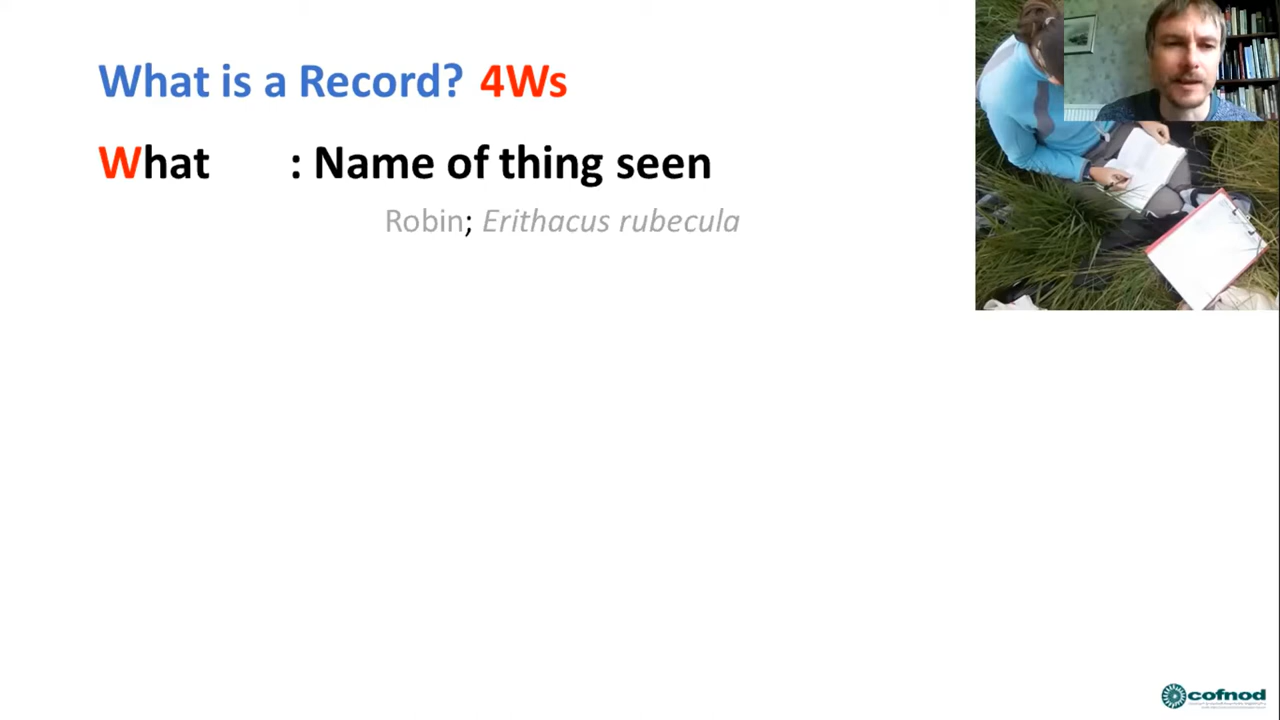 What is a Record? 4Ws
What : Name of thing seen
Robin; Erithacus rubecula
cofnod